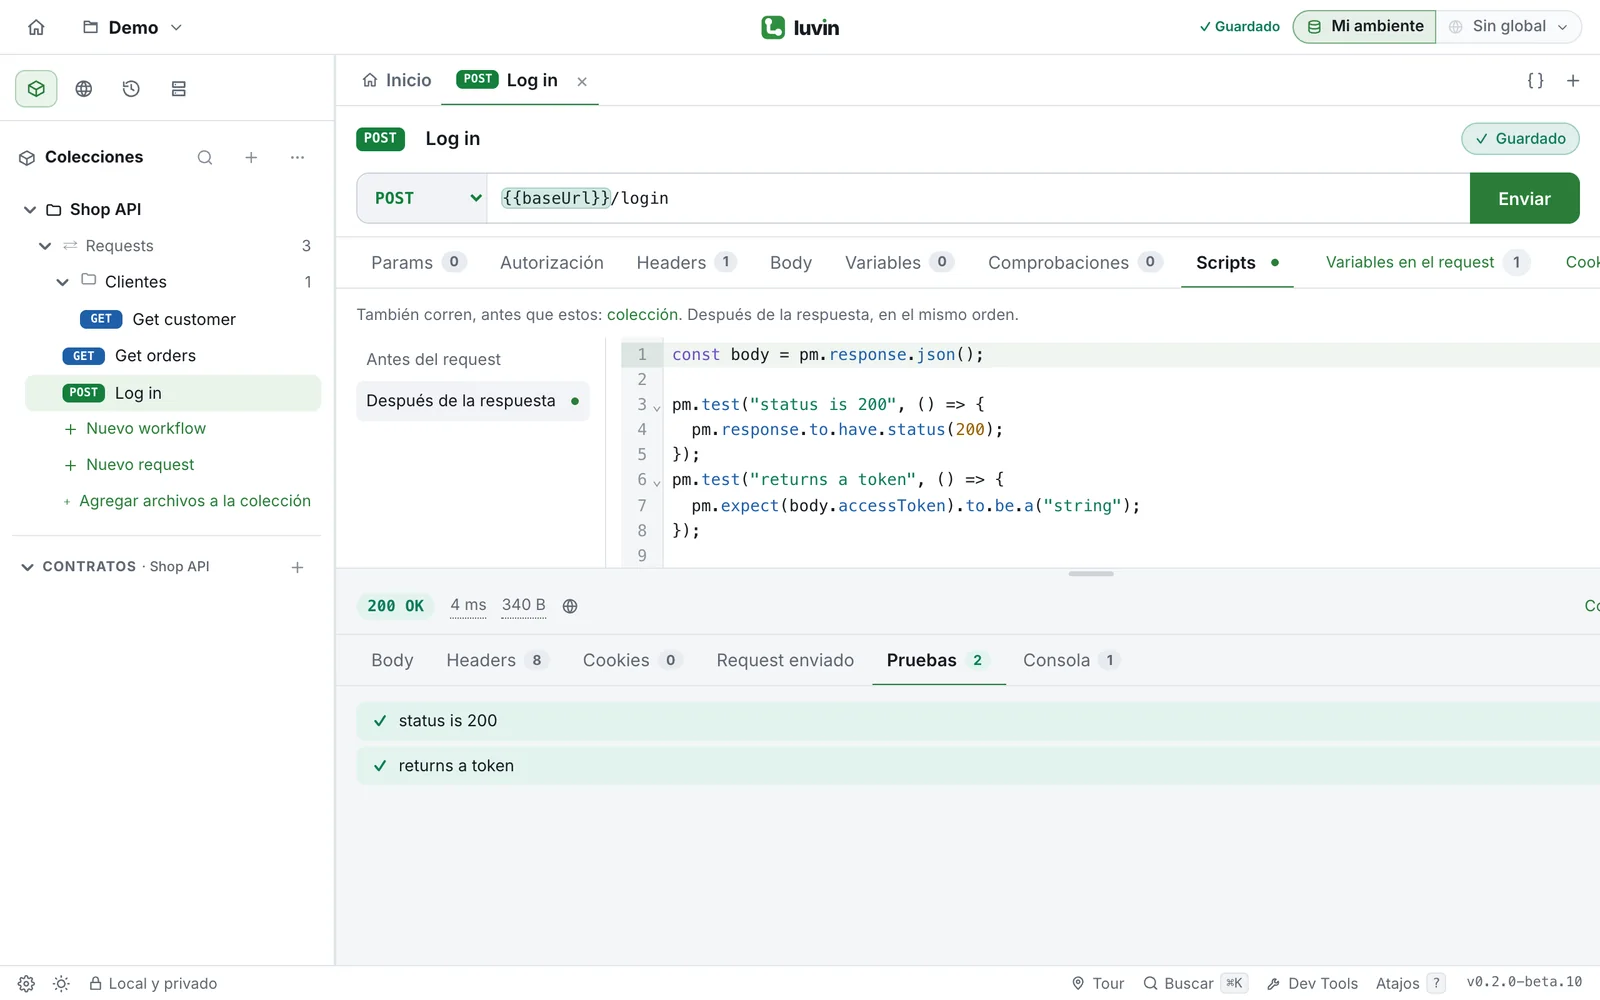 Demo
luvin
Guardado
Mi ambiente
Sin global
Inicio
POST Log in
{}
Colecciones
POST Log in
Guardado
POST
{{baseUrl}}/login
Enviar
Shop API
Requests 3
Clientes 1
GET Get customer
GET Get orders
POST Log in
+ Nuevo workflow
+ Nuevo request
+ Agregar archivos a la colección
CONTRATOS · Shop API
Params 0
Autorización
Headers 1
Body
Variables 0
Comprobaciones 0
Scripts
Variables en el request 1
Cook
También corren, antes que estos: colección. Después de la respuesta, en el mismo orden.
Antes del request
Después de la respuesta
1 const body = pm.response.json();
2
3 pm.test("status is 200", () => {
4 pm.response.to.have.status(200);
5 });
6 pm.test("returns a token", () => {
7 pm.expect(body.accessToken).to.be.a("string");
8 });
9
200 OK
4 ms
340 B
Co
Body
Headers 8
Cookies 0
Request enviado
Pruebas 2
Consola 1
status is 200
returns a token
Local y privado
Tour
Buscar ⌘K
Dev Tools
Atajos ?
v0.2.0-beta.10